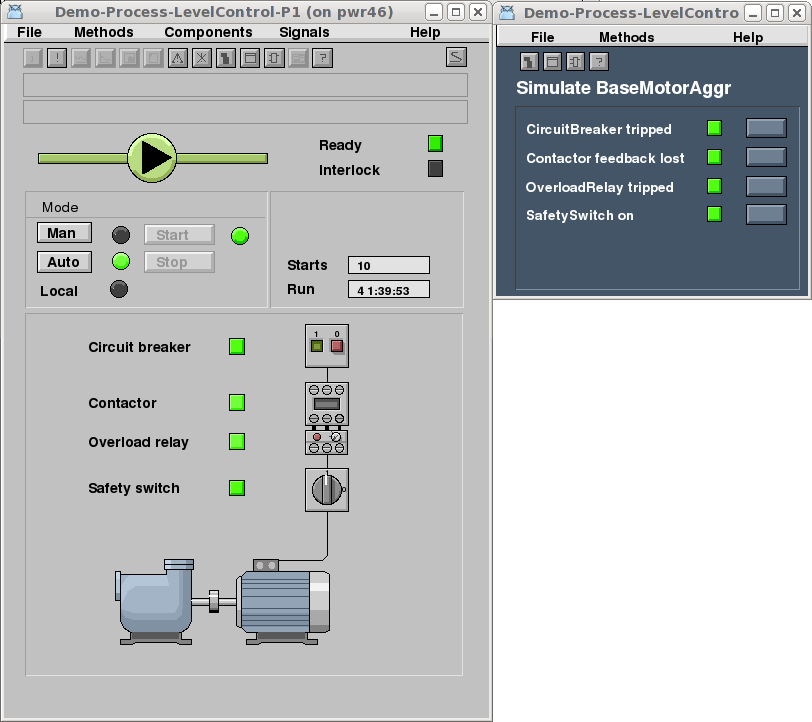 Demo-Process-LevelControl-P1 (on pwr46)
File Methods Components Signals Help
! ?
Ready
Interlock
Mode
Man Start
Auto Stop
Local
Starts 10
Run 4 1:39:53
Circuit breaker
1 0
Contactor
Overload relay
Safety switch
1
0
Demo-Process-LevelContro
File Methods Help
?
Simulate BaseMotorAggr
CircuitBreaker tripped
Contactor feedback lost
OverloadRelay tripped
SafetySwitch on